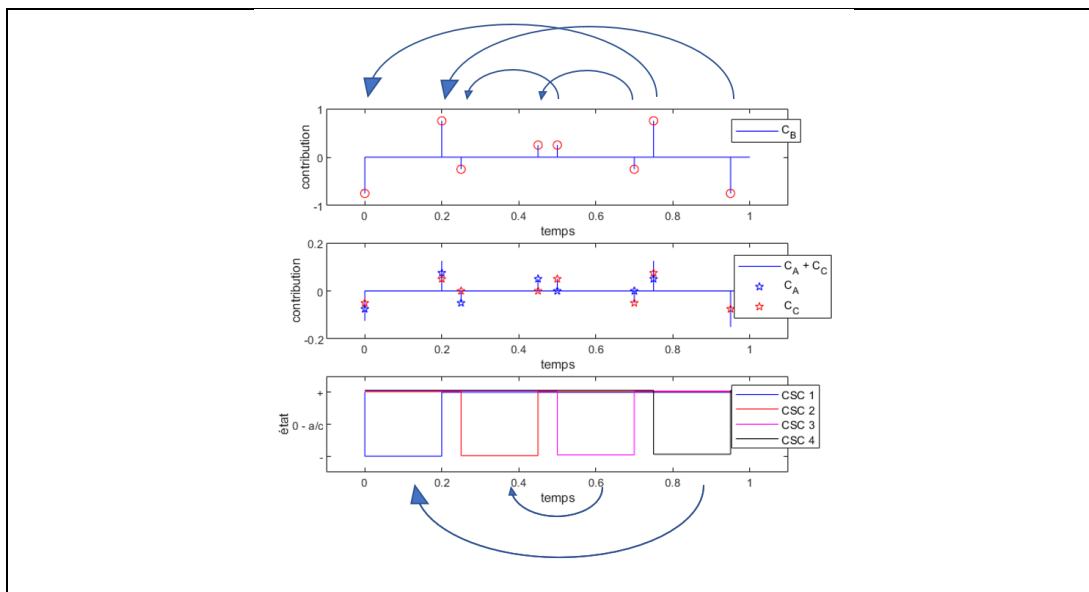 1
C_B
contribution
0
-1
0 0.2 0.4 0.6 0.8 1
temps
0.2
C_A + C_C
contribution
0
C_A
C_C
-0.2
0 0.2 0.4 0.6 0.8 1
temps
+
CSC 1
état
CSC 2
0 - a/c
CSC 3
CSC 4
-
0 0.2 0.4 0.6 0.8 1
temps